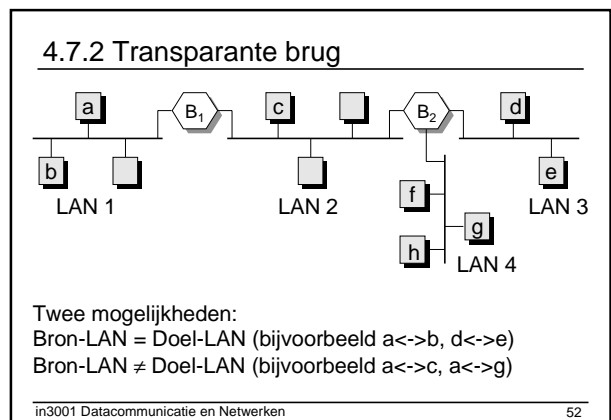 4.7.2 Transparante brug
a
B1
c
B2
d
b
e
f
g
h
LAN 1
LAN 2
LAN 3
LAN 4
Twee mogelijkheden:
Bron-LAN = Doel-LAN (bijvoorbeeld a<->b, d<->e)
Bron-LAN ≠ Doel-LAN (bijvoorbeeld a<->c, a<->g)
in3001 Datacommunicatie en Netwerken 52